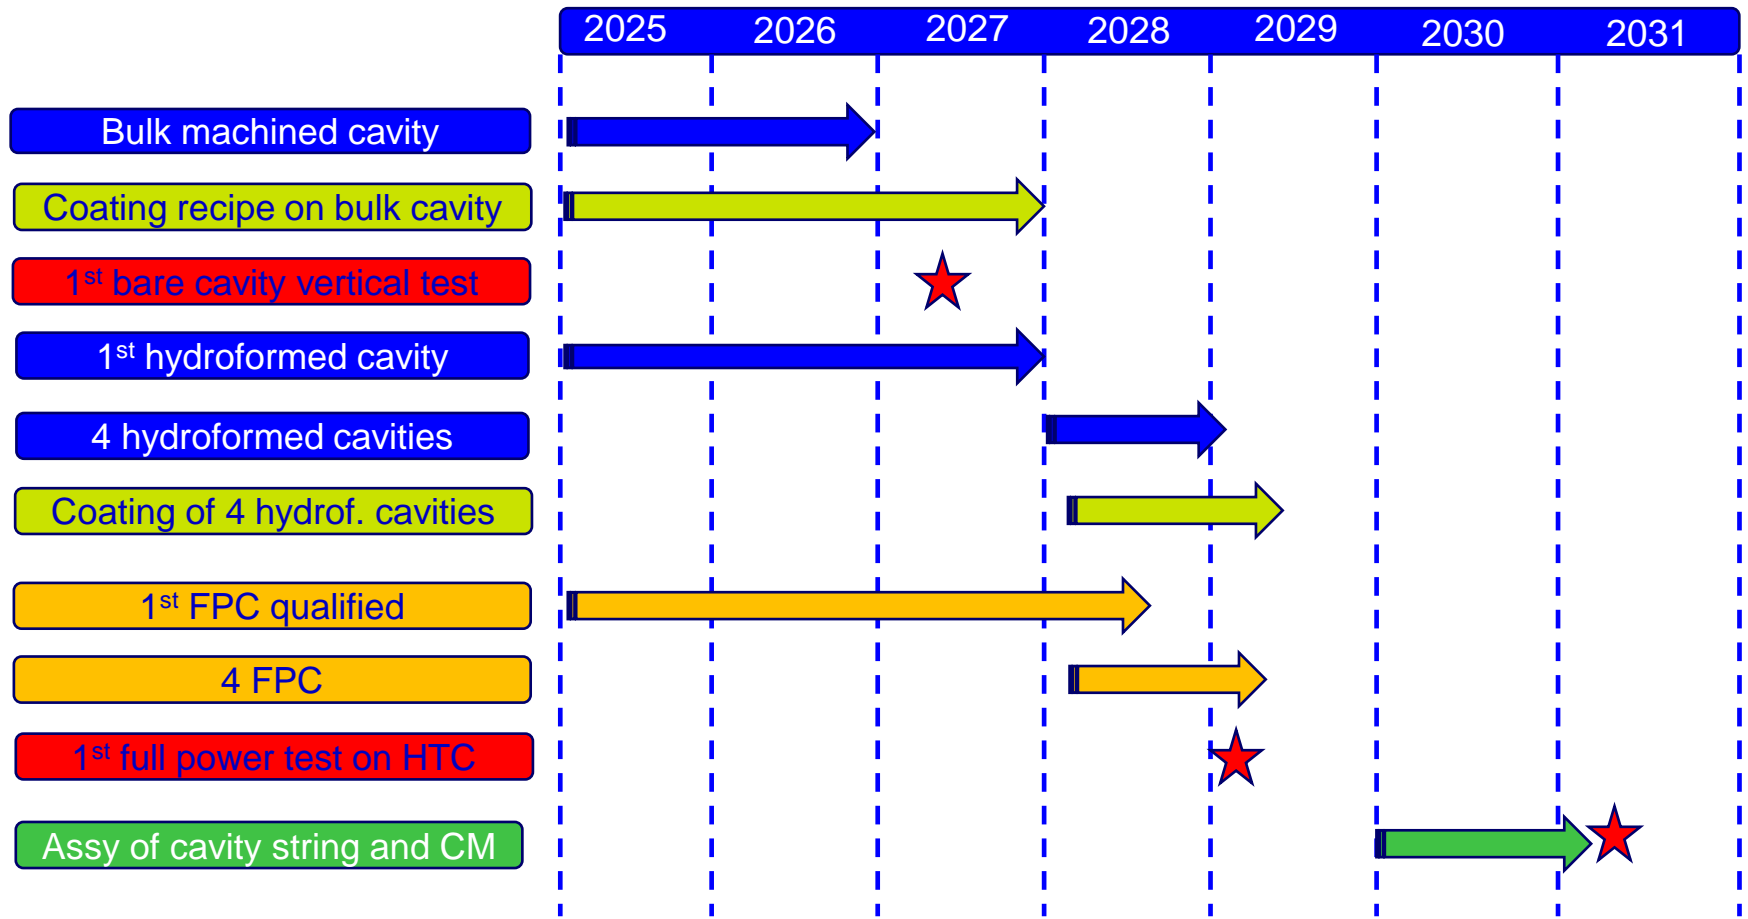 2025 2026 2027 2028 2029 2030 2031
Bulk machined cavity
Coating recipe on bulk cavity
1st bare cavity vertical test
1st hydroformed cavity
4 hydroformed cavities
Coating of 4 hydrof. cavities
1st FPC qualified
4 FPC
1st full power test on HTC
Assy of cavity string and CM